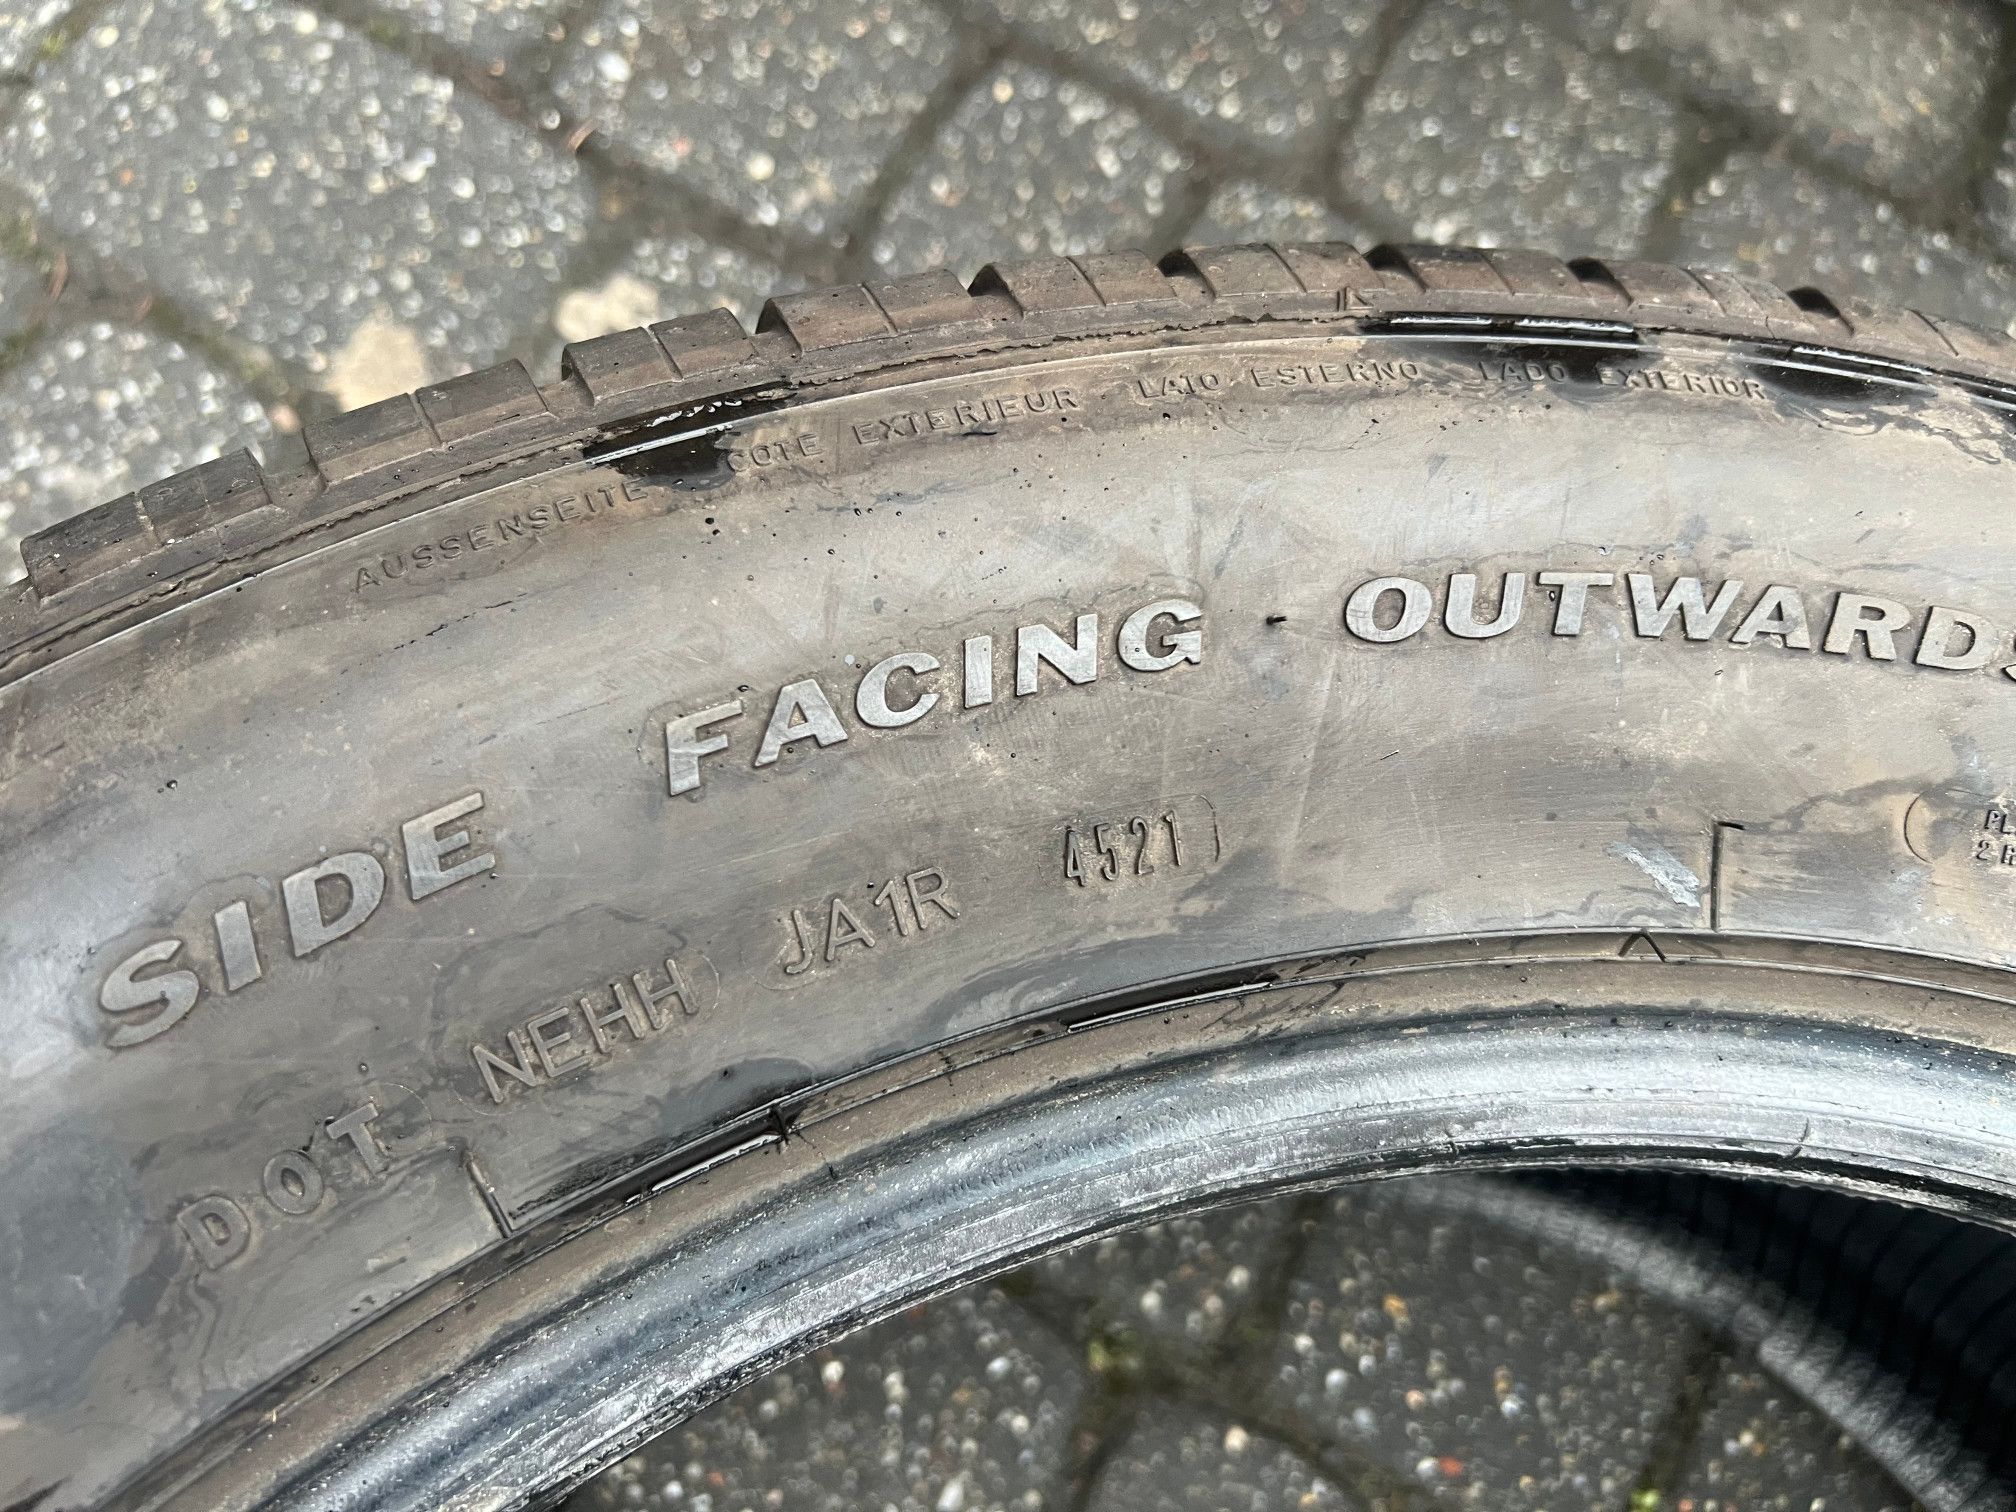 AUSSENSEITE COTE EXTERIEUR LATO ESTERNO LADO EXTERIOR
SIDE FACING OUTWARDS
DOT NEHH JA1R 4521